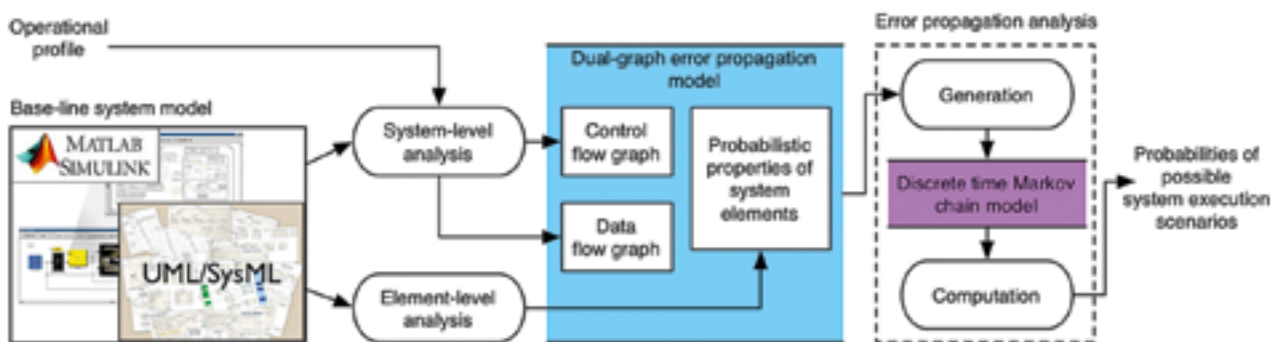 Operational
profile
Base-line system model
MATLAB
SIMULINK
UML/SysML
System-level
analysis
Element-level
analysis
Dual-graph error propagation
model
Control
flow graph
Data
flow graph
Probabilistic
properties of
system
elements
Error propagation analysis
Generation
Discrete time Markov
chain model
Computation
Probabilities of
possible
system execution
scenarios